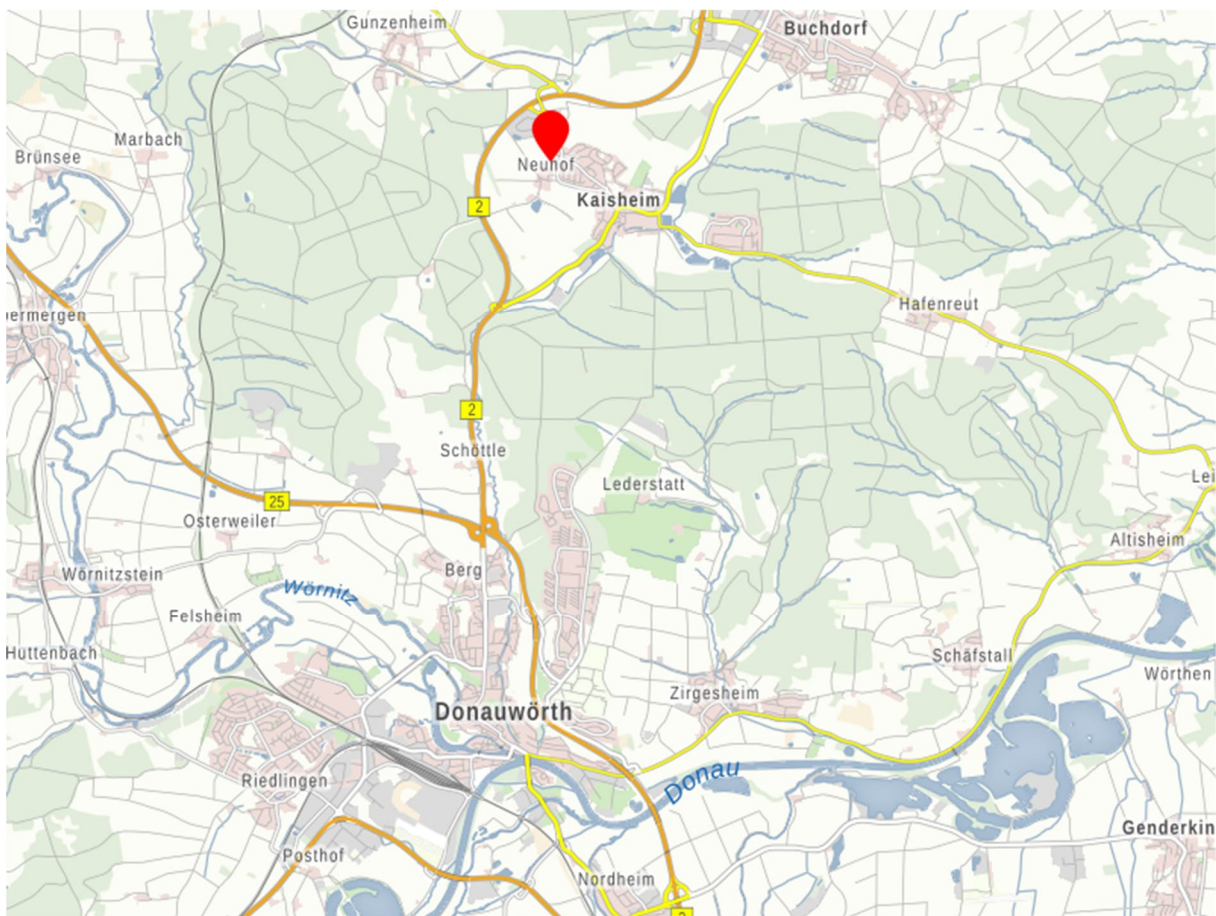 Gunzenheim
Buchdorf
Marbach
Brünsee
Neuhof
Kaisheim
2
Hafenreut
ermergen
2
Schöttle
Lederstatt
Lei
25
Osterweiler
Altisheim
Berg
Wörnitzstein
Wörnitz
Felsheim
Huttenbach
Schäfstall
Wörthen
Zirgesheim
Donauwörth
Donau
Riedlingen
Genderkin
Posthof
Nordheim
2